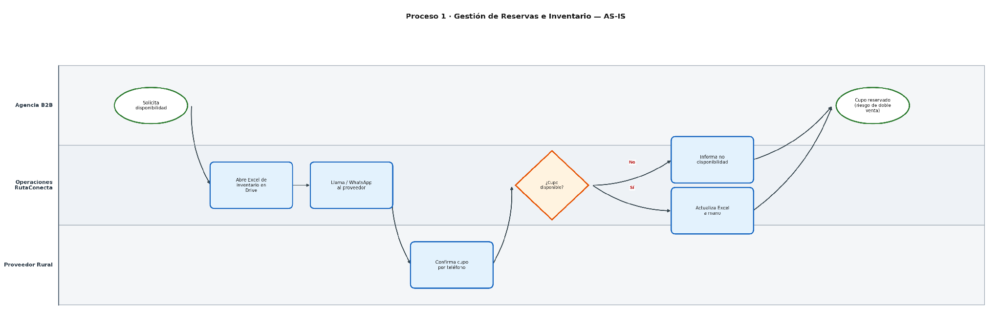 Proceso 1 · Gestión de Reservas e Inventario — AS-IS
Agencia B2B
Solicita
disponibilidad
Cupo reservado
(riesgo de doble
venta)
Operaciones
RutaConecta
Abre Excel de
inventario en
Drive
Llama / WhatsApp
al proveedor
¿Cupo
disponible?
No
Sí
Informa no
disponibilidad
Actualiza Excel
a mano
Proveedor Rural
Confirma cupo
por teléfono